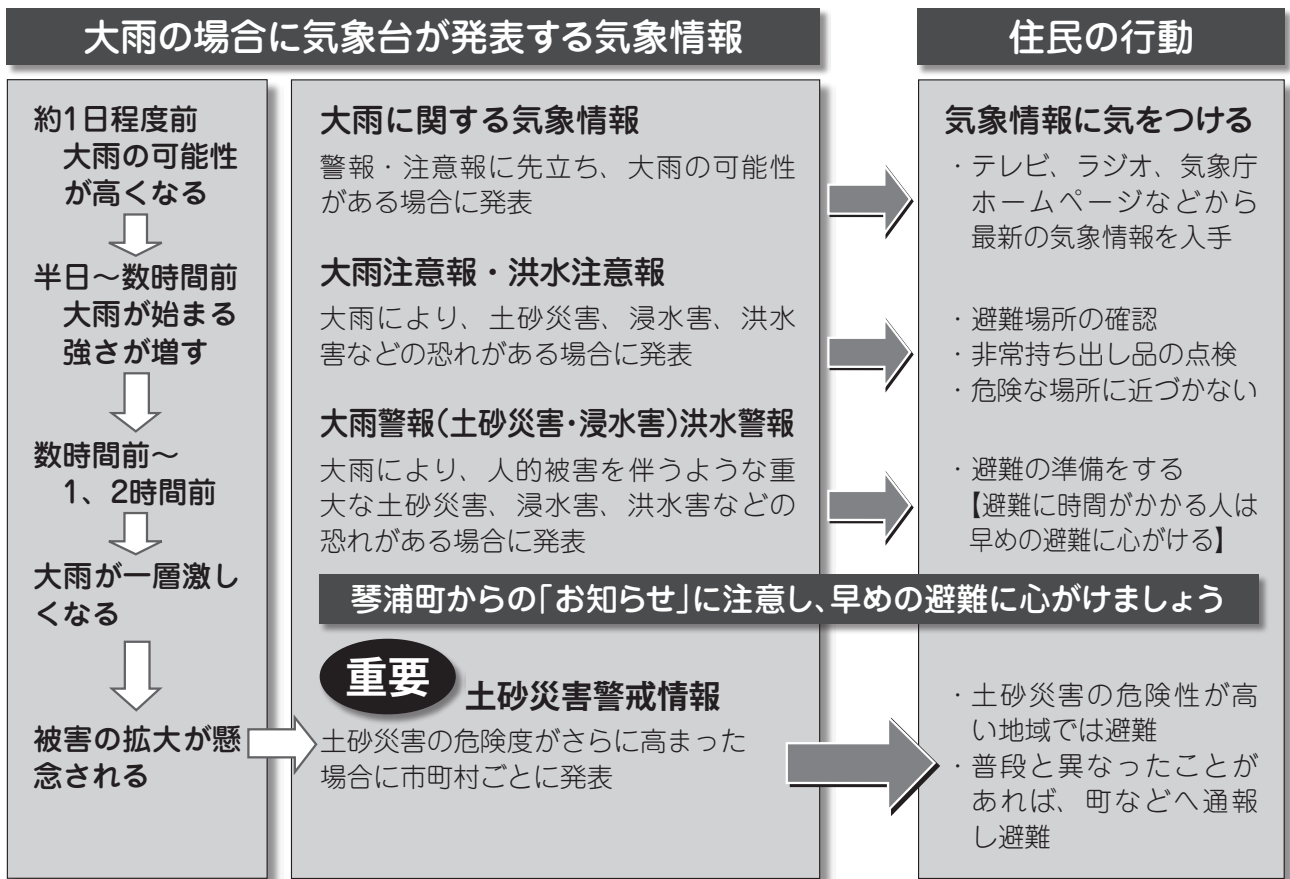 大雨の場合に気象台が発表する気象情報
住民の行動
約1日程度前
大雨の可能性
が高くなる
半日～数時間前
大雨が始まる
強さが増す
数時間前～
1、2時間前
大雨が一層激し
くなる
被害の拡大が懸
念される
大雨に関する気象情報
警報・注意報に先立ち、大雨の可能性
がある場合に発表
大雨注意報・洪水注意報
大雨により、土砂災害、浸水害、洪水
害などの恐れがある場合に発表
大雨警報(土砂災害・浸水害)洪水警報
大雨により、人的被害を伴うような重
大な土砂災害、浸水害、洪水害などの
恐れがある場合に発表
気象情報に気をつける
・テレビ、ラジオ、気象庁
ホームページなどから
最新の気象情報を入手
・避難場所の確認
・非常持ち出し品の点検
・危険な場所に近づかない
・避難の準備をする
【避難に時間がかかる人は
早めの避難に心がける】
琴浦町からの「お知らせ」に注意し、早めの避難に心がけましょう
重要
土砂災害警戒情報
土砂災害の危険度がさらに高まった
場合に市町村ごとに発表
・土砂災害の危険性が高
い地域では避難
・普段と異なったことが
あれば、町などへ通報
し避難